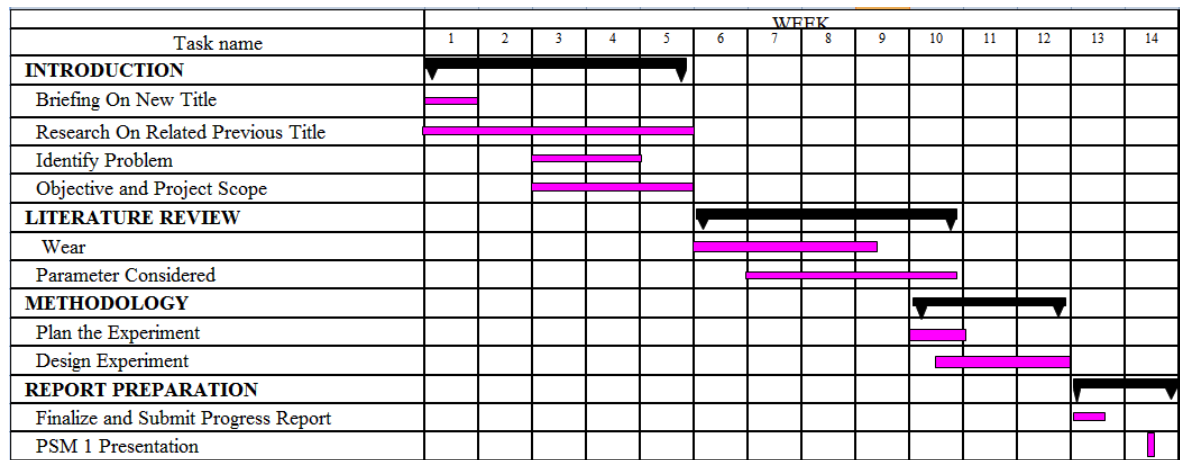 WEEK
Task name 1 2 3 4 5 6 7 8 9 10 11 12 13 14
INTRODUCTION
Briefing On New Title
Research On Related Previous Title
Identify Problem
Objective and Project Scope
LITERATURE REVIEW
Wear
Parameter Considered
METHODOLOGY
Plan the Experiment
Design Experiment
REPORT PREPARATION
Finalize and Submit Progress Report
PSM 1 Presentation